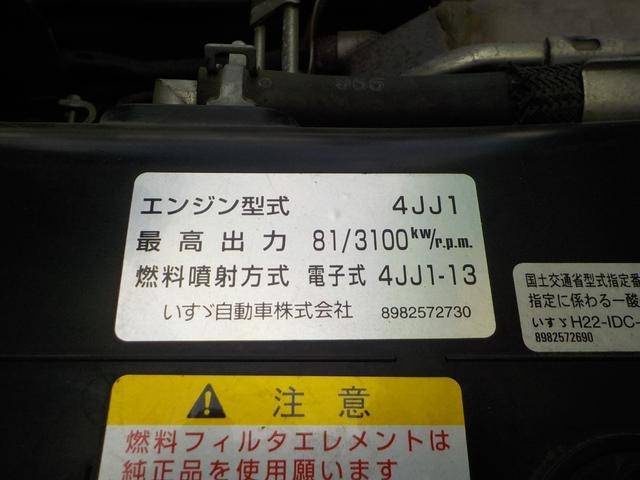 エンジン型式 4JJ1
最高出力 81/3100kw/r.p.m.
燃料噴射方式 電子式 4JJ1-13
いすゞ自動車株式会社 8982572730
国土交通省型式指定番
指定に係わる一酸
いすゞH22-IDC-
8982572690
注意
燃料フィルタエレメントは
純正品を使用願います